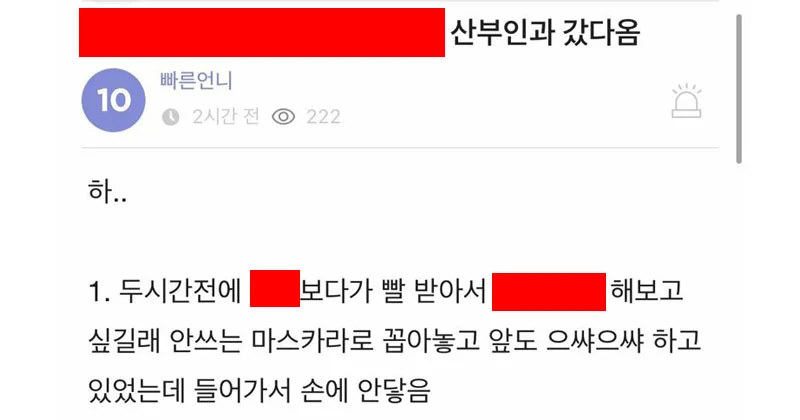 산부인과 갔다옴
10
빠른언니
2시간 전 222
하..
1. 두시간전에 보다가 빨 받아서 해보고
싶길래 안쓰는 마스카라로 꼽아놓고 앞도 으쌰으쌰 하고
있었는데 들어가서 손에 안닿음